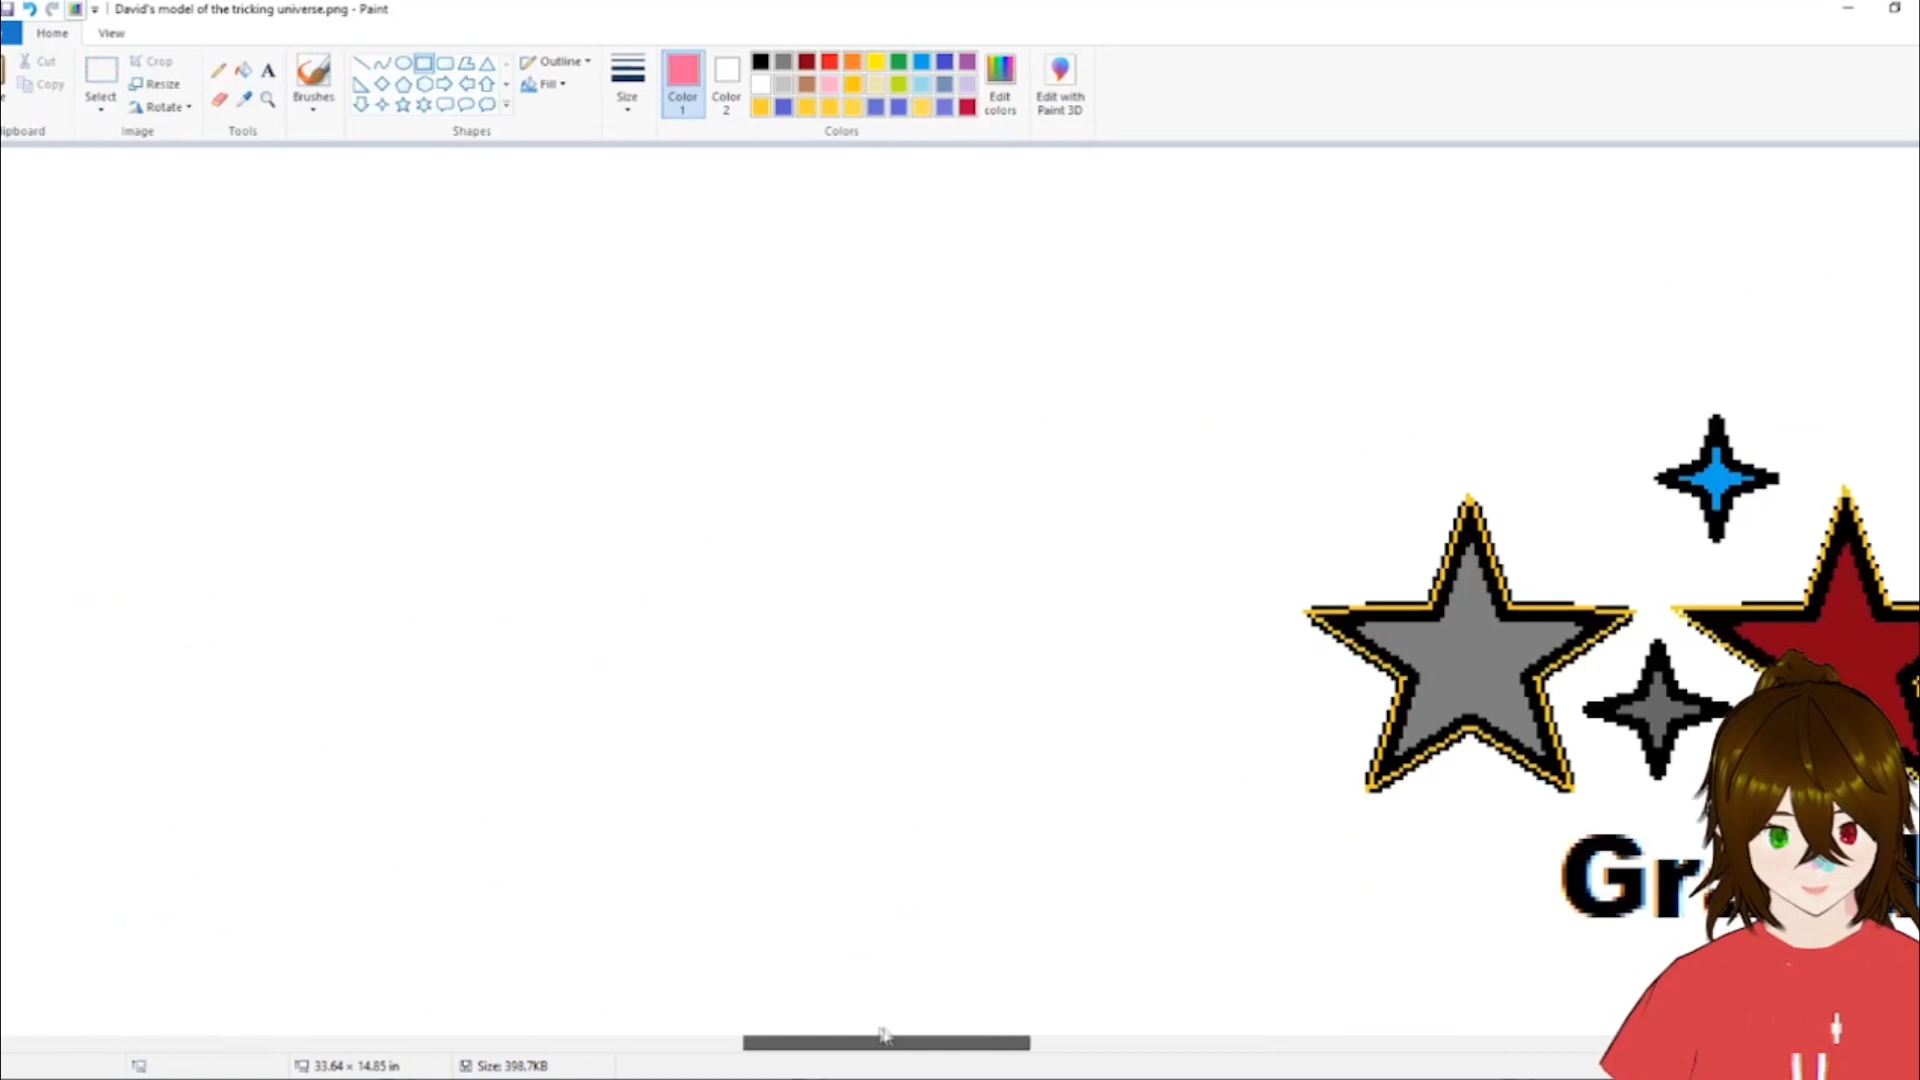 David's model of the tricking universe.png - Paint
Home
View
Cut
Copy
Select
Crop
Resize
Rotate
Image
Tools
Brushes
Shapes
Outline
Fill
Size
Color 1
Color 2
Colors
Edit colors
Edit with Paint 3D
33.64 × 14.85 in
Size: 398.7KB